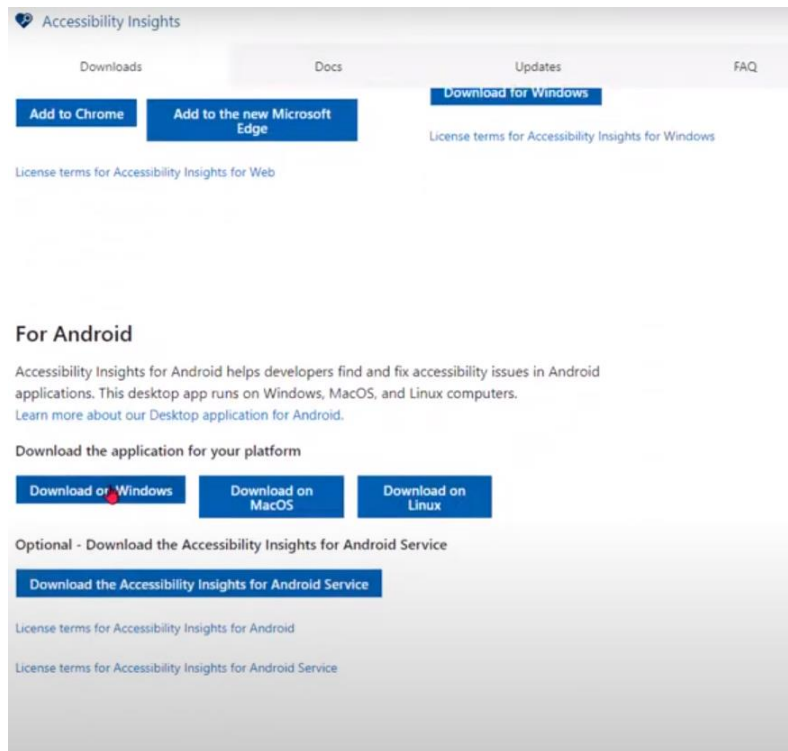 Accessibility Insights
Downloads
Docs
Updates
FAQ
Add to Chrome
Add to the new Microsoft
Edge
Download for Windows
License terms for Accessibility Insights for Windows
License terms for Accessibility Insights for Web
For Android
Accessibility Insights for Android helps developers find and fix accessibility issues in Android
applications. This desktop app runs on Windows, MacOS, and Linux computers.
Learn more about our Desktop application for Android.
Download the application for your platform
Download on Windows
Download on
MacOS
Download on
Linux
Optional - Download the Accessibility Insights for Android Service
Download the Accessibility Insights for Android Service
License terms for Accessibility Insights for Android
License terms for Accessibility Insights for Android Service